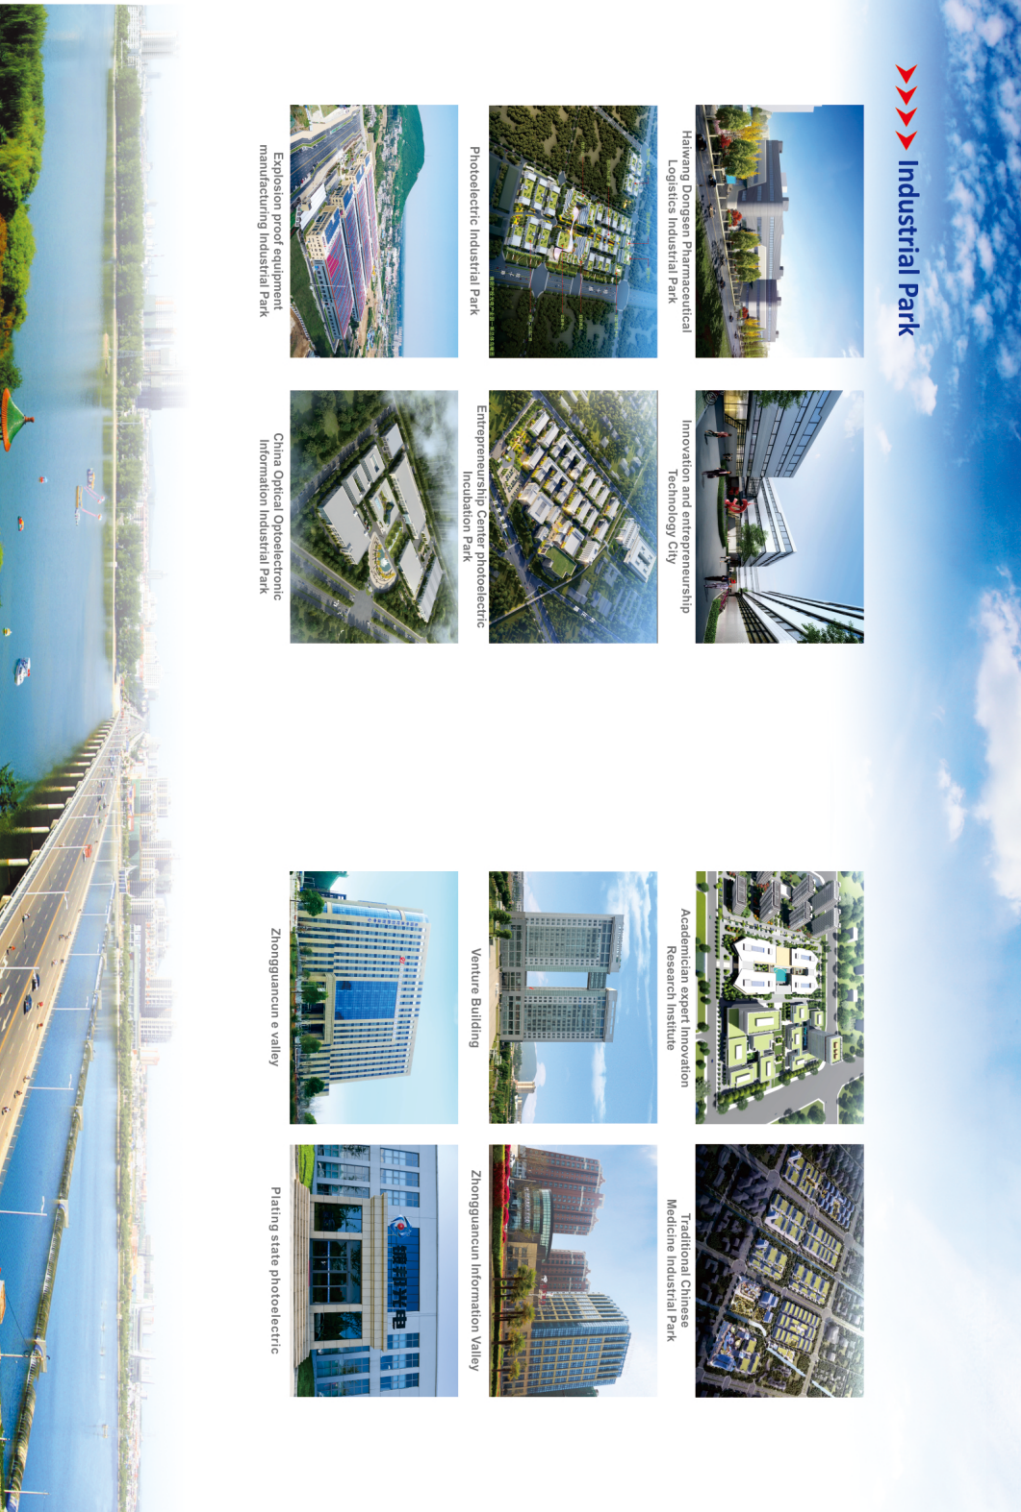 Industrial Park
Haiwang Dongsen Pharmaceutical
Logistics Industrial Park
Innovation and entrepreneurship
Technology City
Academician expert Innovation
Research Institute
Traditional Chinese
Medicine Industrial Park
Photoelectric Industrial Park
Entrepreneurship Center photoelectric
Incubation Park
Venture Building
Zhongguancun Information Valley
Explosion proof equipment
manufacturing Industrial Park
China Optical Optoelectronic
Information Industrial Park
Zhongguancun e valley
Plating state photoelectric